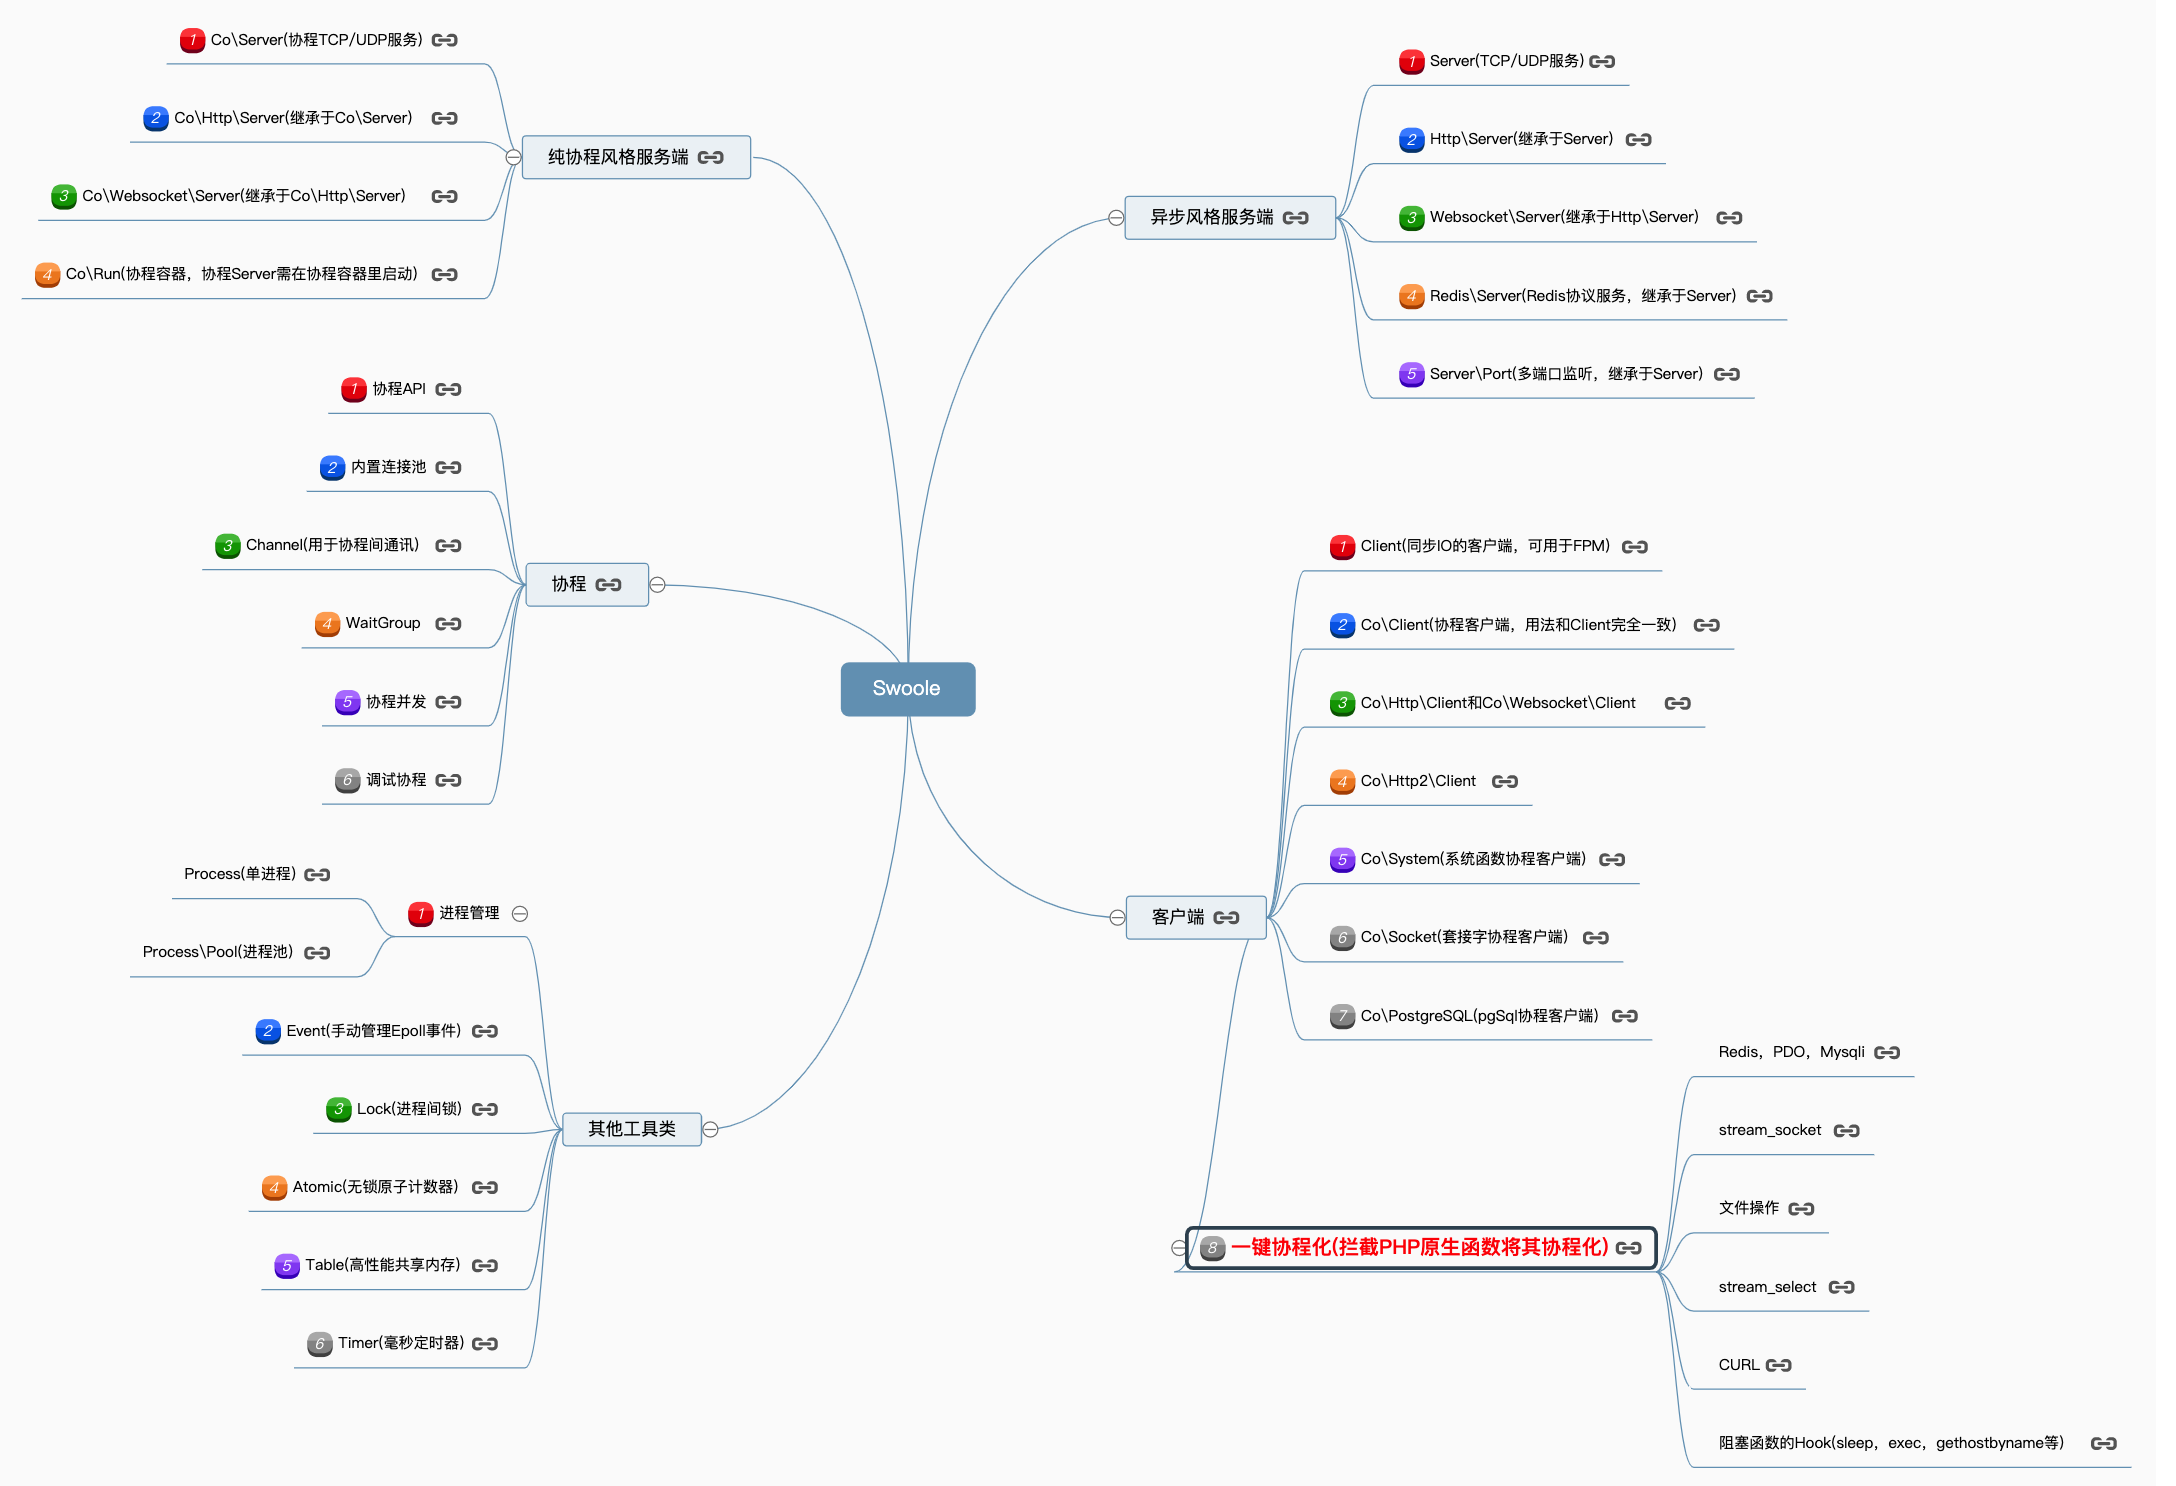 Swoole
纯协程风格服务端
1 Co\Server(协程TCP/UDP服务)
2 Co\Http\Server(继承于Co\Server)
3 Co\Websocket\Server(继承于Co\Http\Server)
4 Co\Run(协程容器，协程Server需在协程容器里启动)
协程
1 协程API
2 内置连接池
3 Channel(用于协程间通讯)
4 WaitGroup
5 协程并发
6 调试协程
其他工具类
1 进程管理
Process(单进程)
Process\Pool(进程池)
2 Event(手动管理Epoll事件)
3 Lock(进程间锁)
4 Atomic(无锁原子计数器)
5 Table(高性能共享内存)
6 Timer(毫秒定时器)
异步风格服务端
1 Server(TCP/UDP服务)
2 Http\Server(继承于Server)
3 Websocket\Server(继承于Http\Server)
4 Redis\Server(Redis协议服务，继承于Server)
5 Server\Port(多端口监听，继承于Server)
客户端
1 Client(同步IO的客户端，可用于FPM)
2 Co\Client(协程客户端，用法和Client完全一致)
3 Co\Http\Client和Co\Websocket\Client
4 Co\Http2\Client
5 Co\System(系统函数协程客户端)
6 Co\Socket(套接字协程客户端)
7 Co\PostgreSQL(pgSql协程客户端)
8 一键协程化(拦截PHP原生函数将其协程化)
Redis，PDO，Mysqli
stream_socket
文件操作
stream_select
CURL
阻塞函数的Hook(sleep，exec，gethostbyname等)